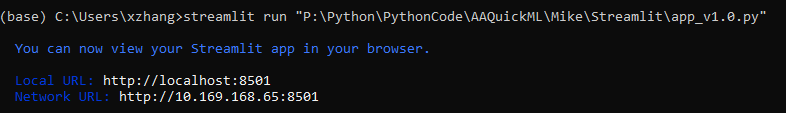 (base) C:\Users\xzhang>streamlit run "P:\Python\PythonCode\AAQuickML\Mike\Streamlit\app_v1.0.py"
You can now view your Streamlit app in your browser.
Local URL: http://localhost:8501
Network URL: http://10.169.168.65:8501